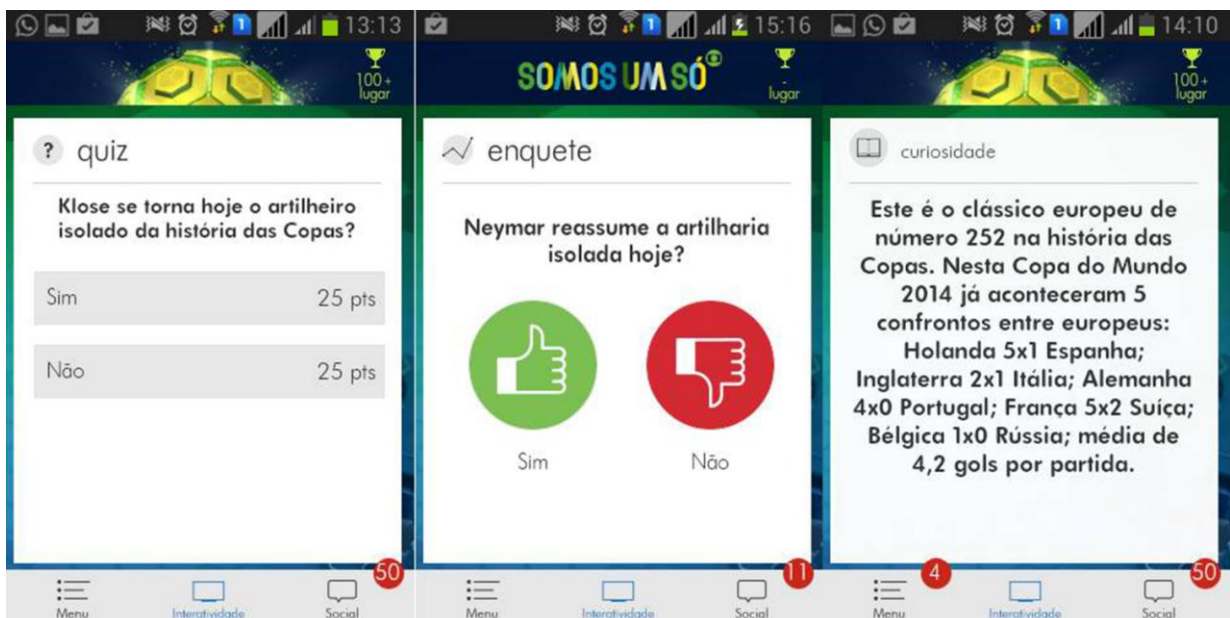 1 13:13
100+
lugar
? quiz
Klose se torna hoje o artilheiro
isolado da história das Copas?
Sim 25 pts
Não 25 pts
50
Menu Interatividade Social
1 15:16
SOMOS UM SÓ
-
lugar
enquete
Neymar reassume a artilharia
isolada hoje?
Sim Não
11
Menu Interatividade Social
1 14:10
100+
lugar
curiosidade
Este é o clássico europeu de
número 252 na história das
Copas. Nesta Copa do Mundo
2014 já aconteceram 5
confrontos entre europeus:
Holanda 5x1 Espanha;
Inglaterra 2x1 Itália; Alemanha
4x0 Portugal; França 5x2 Suíça;
Bélgica 1x0 Rússia; média de
4,2 gols por partida.
4 50
Menu Interatividade Social